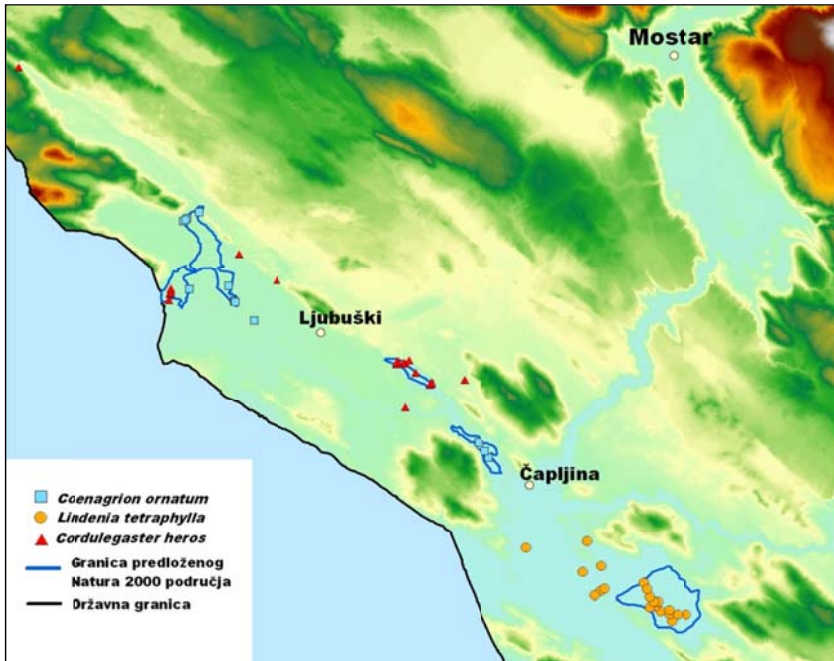 Mostar
Ljubuški
Čapljina
Coenagrion ornatum
Lindenia tetraphylla
Cordulegaster heros
Granica predloženog
Natura 2000 područja
Državna granica